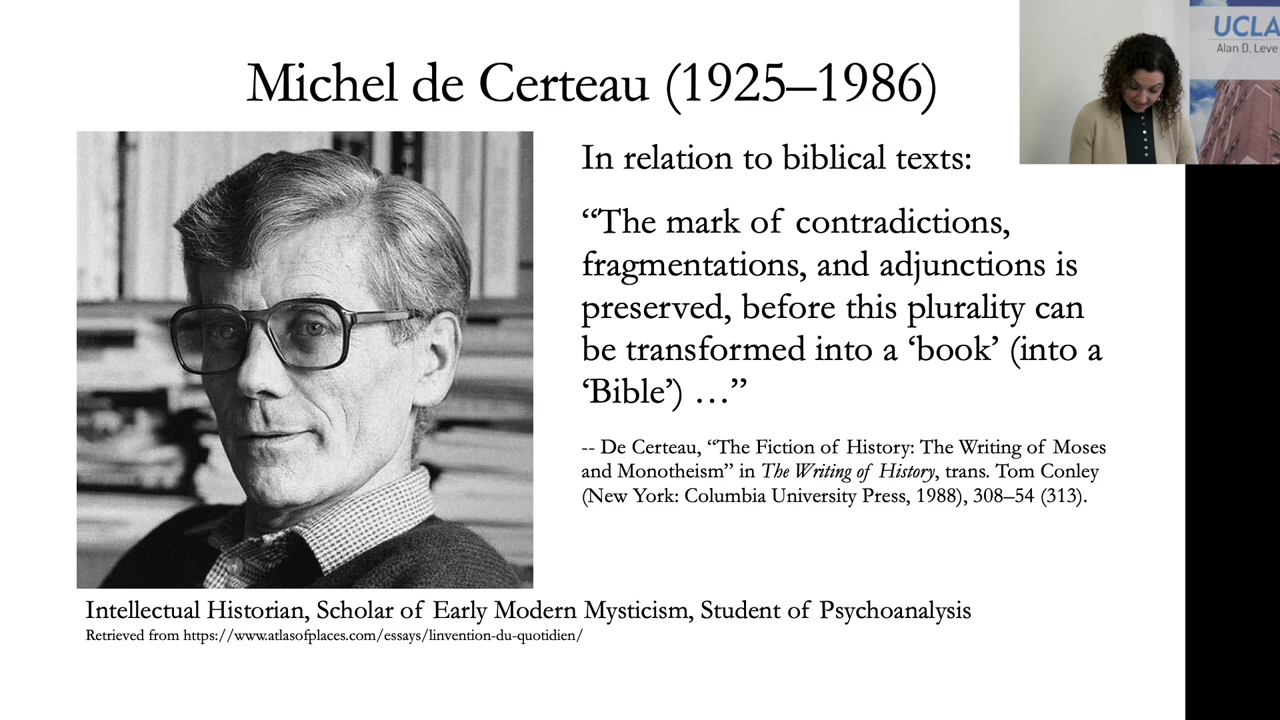 Michel de Certeau (1925–1986)
UCLA
Alan D. Leve
In relation to biblical texts:
“The mark of contradictions,
fragmentations, and adjunctions is
preserved, before this plurality can
be transformed into a ‘book’ (into a
‘Bible’) …”
-- De Certeau, “The Fiction of History: The Writing of Moses
and Monotheism” in The Writing of History, trans. Tom Conley
(New York: Columbia University Press, 1988), 308–54 (313).
Intellectual Historian, Scholar of Early Modern Mysticism, Student of Psychoanalysis
Retrieved from https://www.atlasofplaces.com/essays/linvention-du-quotidien/